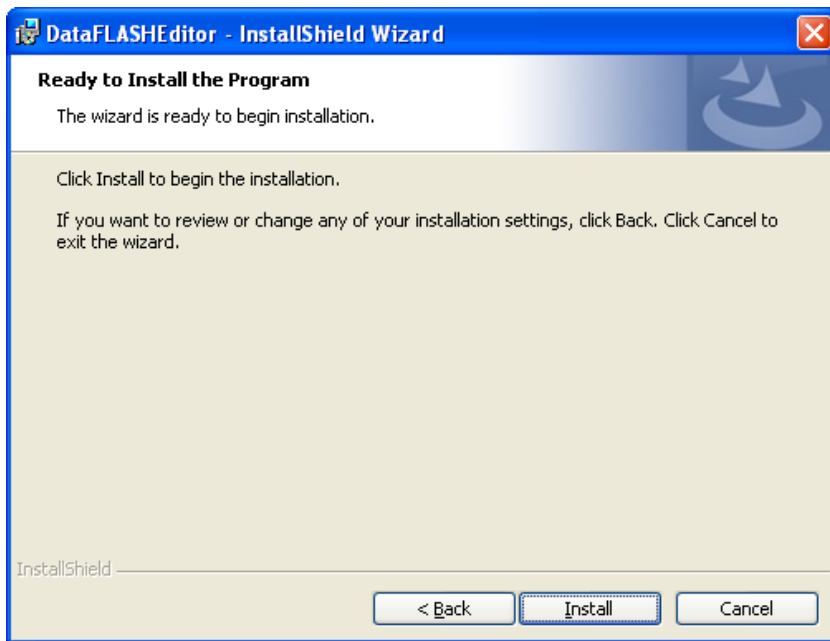 DataFLASHEditor - InstallShield Wizard
Ready to Install the Program
The wizard is ready to begin installation.
Click Install to begin the installation.
If you want to review or change any of your installation settings, click Back. Click Cancel to
exit the wizard.
InstallShield
< Back
Install
Cancel